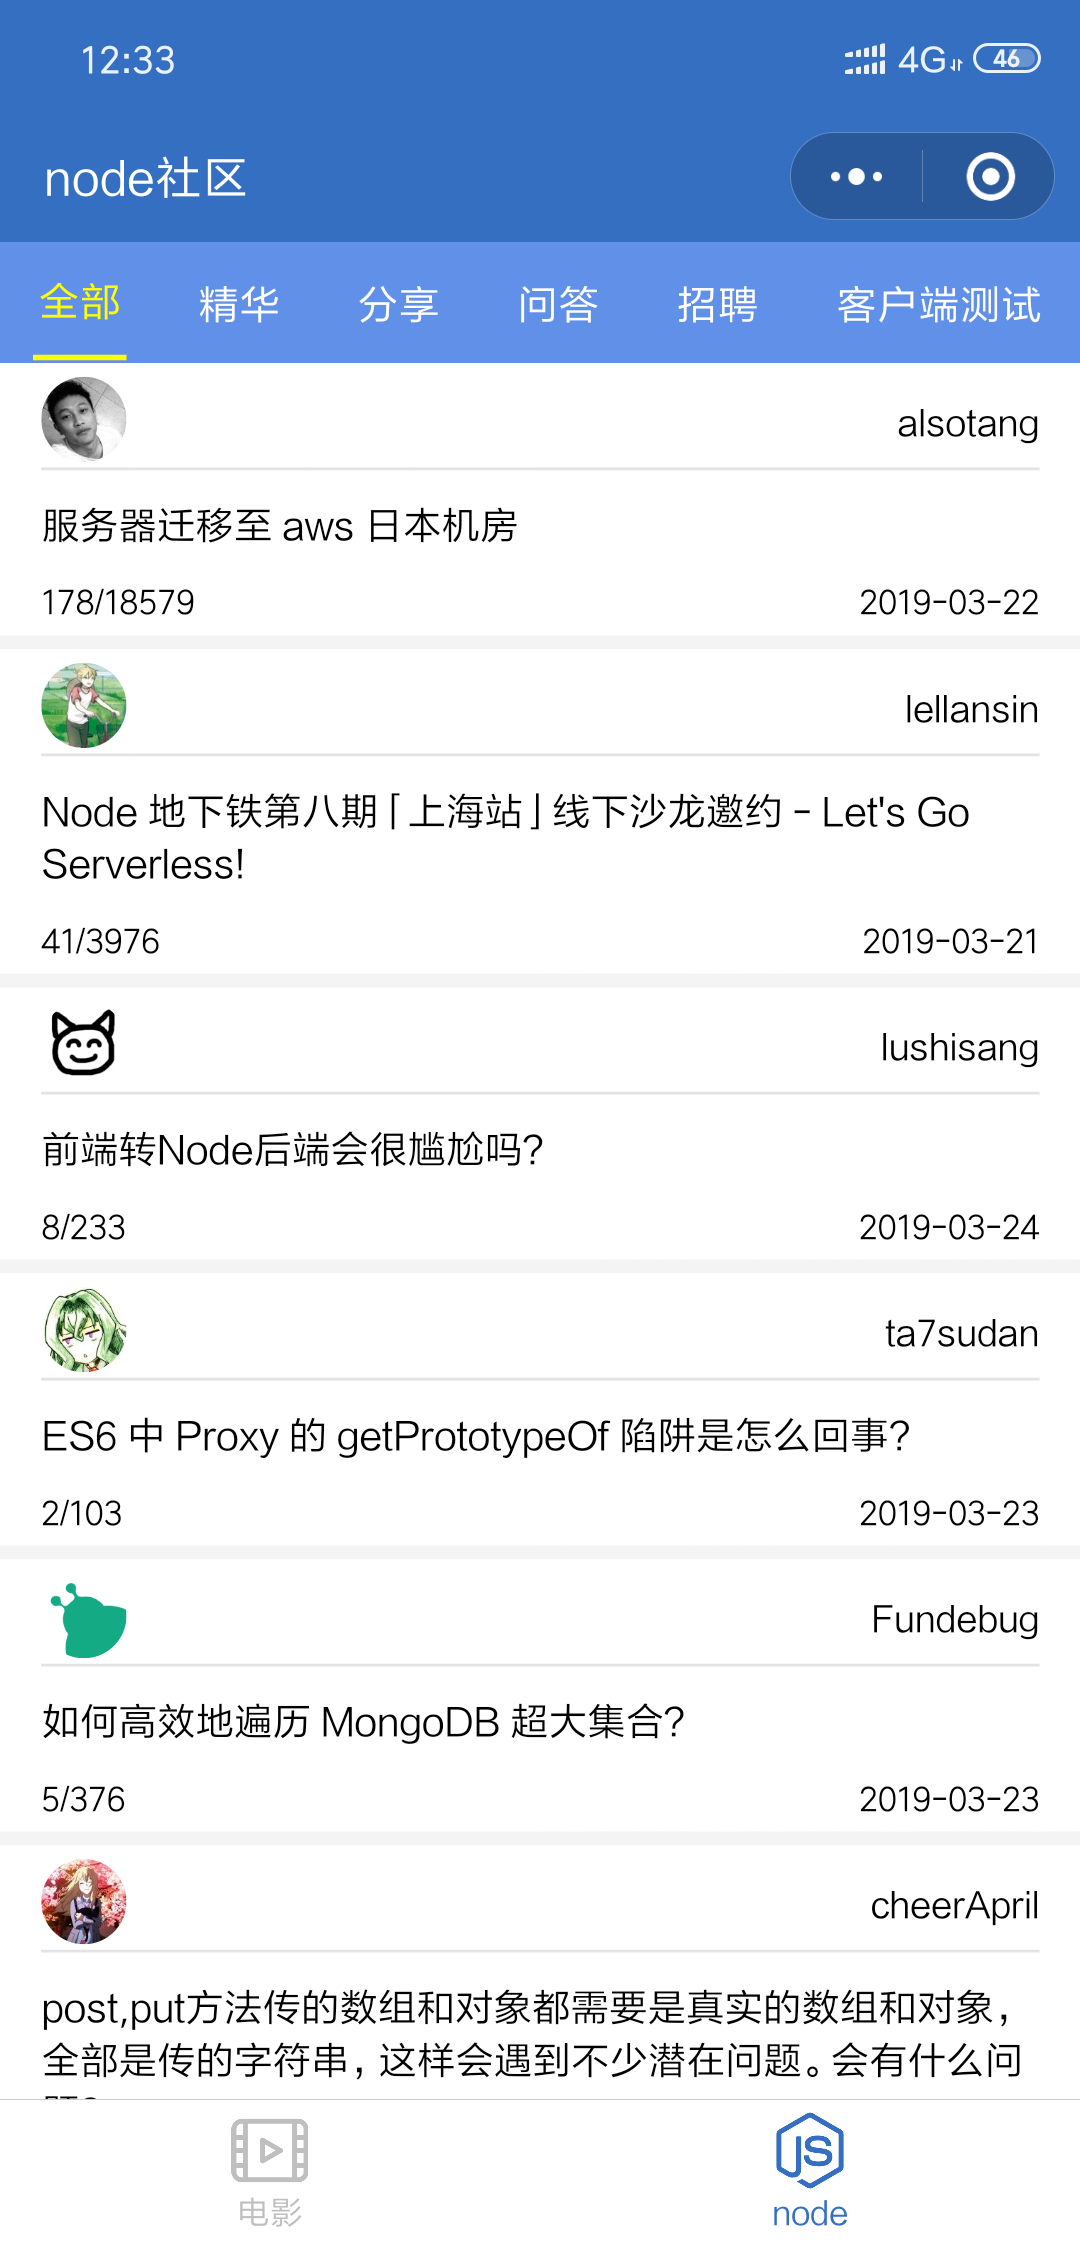 12:33
4G
46
node社区
全部 精华 分享 问答 招聘 客户端测试
alsotang
服务器迁移至 aws 日本机房
178/18579 2019-03-22
lellansin
Node 地下铁第八期「上海站」线下沙龙邀约 - Let's Go
Serverless!
41/3976 2019-03-21
lushisang
前端转Node后端会很尴尬吗?
8/233 2019-03-24
ta7sudan
ES6 中 Proxy 的 getPrototypeOf 陷阱是怎么回事?
2/103 2019-03-23
Fundebug
如何高效地遍历 MongoDB 超大集合?
5/376 2019-03-23
cheerApril
post,put方法传的数组和对象都需要是真实的数组和对象，
全部是传的字符串，这样会遇到不少潜在问题。会有什么问
JS
电影 node